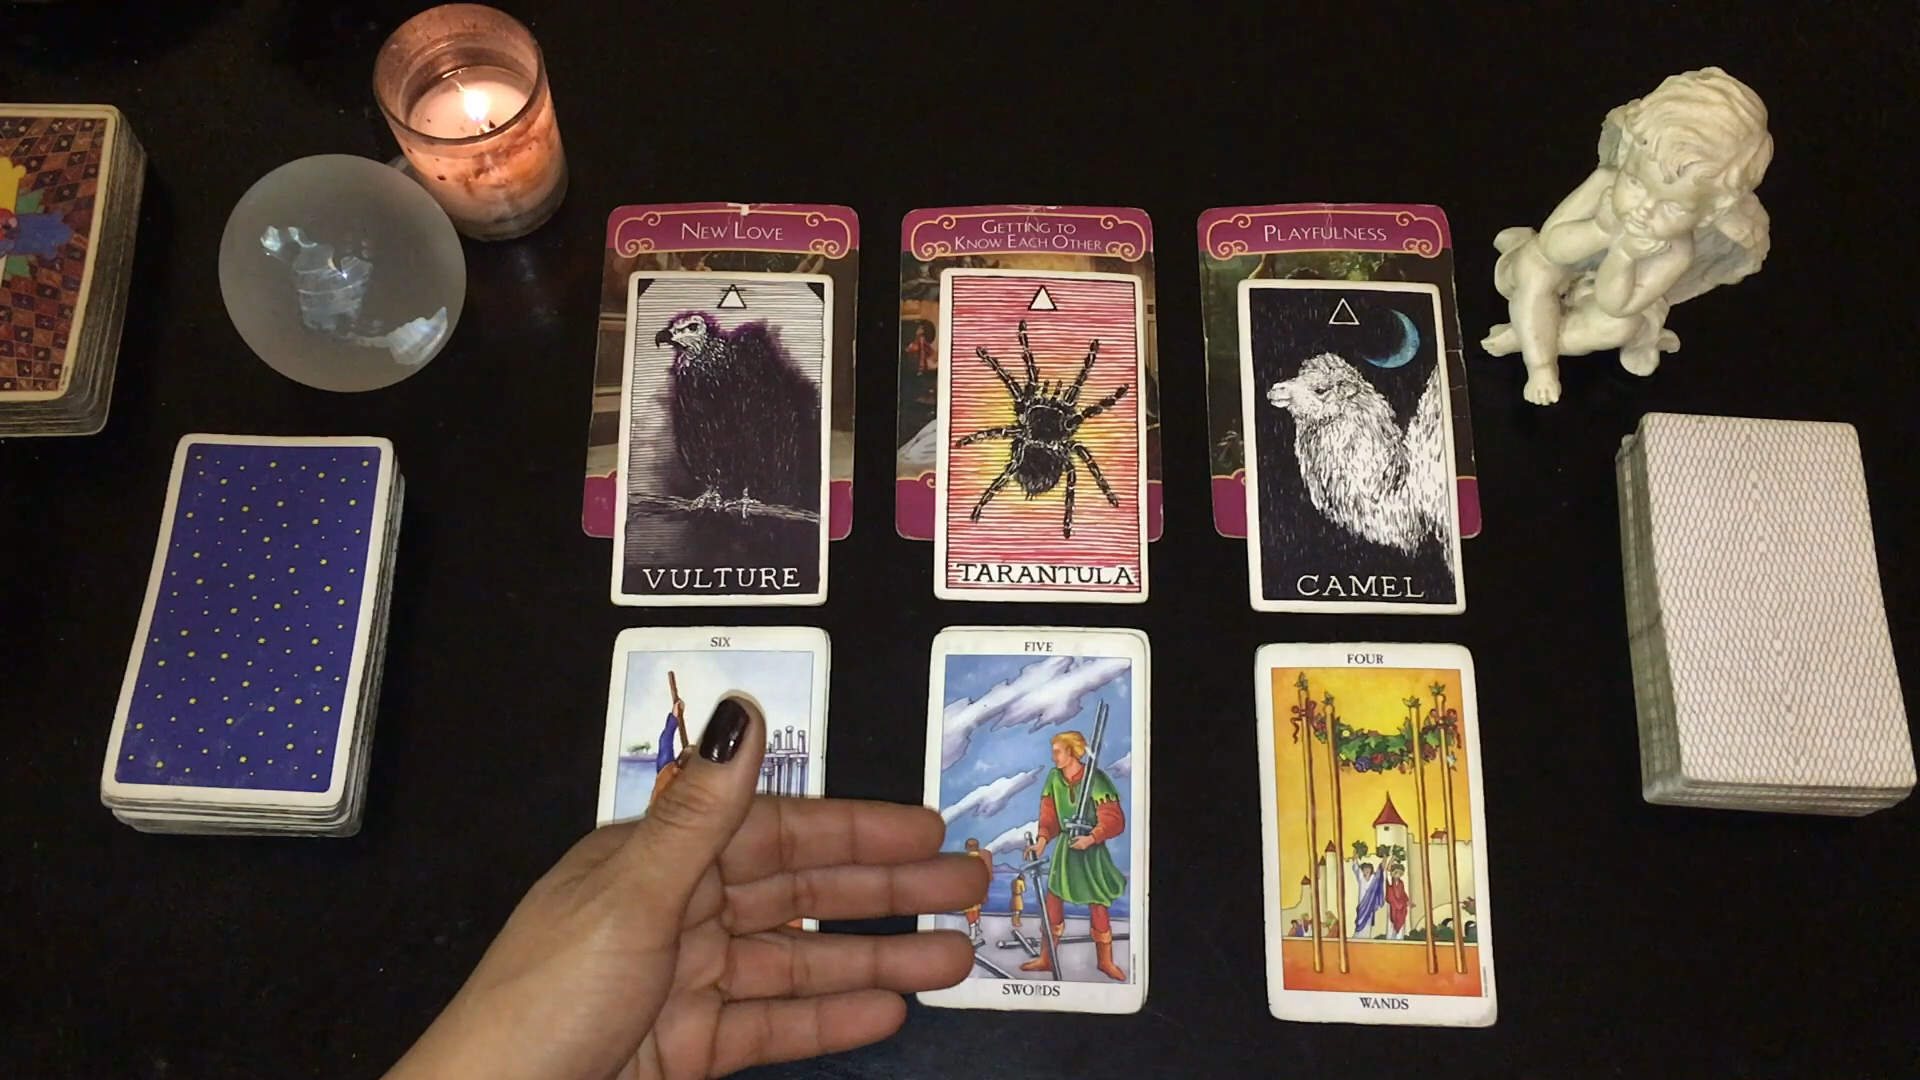 NEW LOVE
GETTING TO
KNOW EACH OTHER
PLAYFULNESS
VULTURE
TARANTULA
CAMEL
SIX
FIVE
FOUR
SWORDS
WANDS